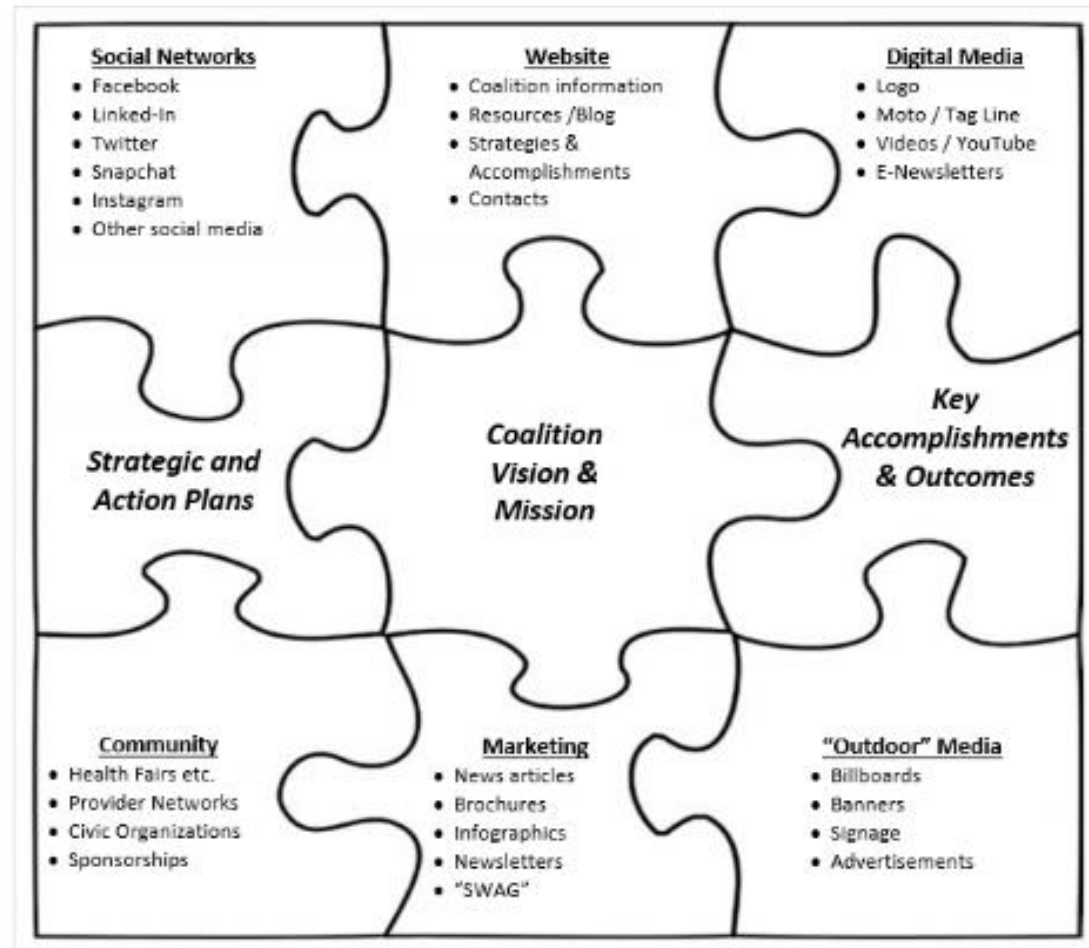 Social Networks
• Facebook
• Linked-In
• Twitter
• Snapchat
• Instagram
• Other social media
Website
• Coalition information
• Resources /Blog
• Strategies &
Accomplishments
• Contacts
Digital Media
• Logo
• Moto / Tag Line
• Videos / YouTube
• E-Newsletters
Strategic and
Action Plans
Coalition
Vision &
Mission
Key
Accomplishments
& Outcomes
Community
• Health Fairs etc.
• Provider Networks
• Civic Organizations
• Sponsorships
Marketing
• News articles
• Brochures
• Infographics
• Newsletters
• "SWAG"
"Outdoor" Media
• Billboards
• Banners
• Signage
• Advertisements